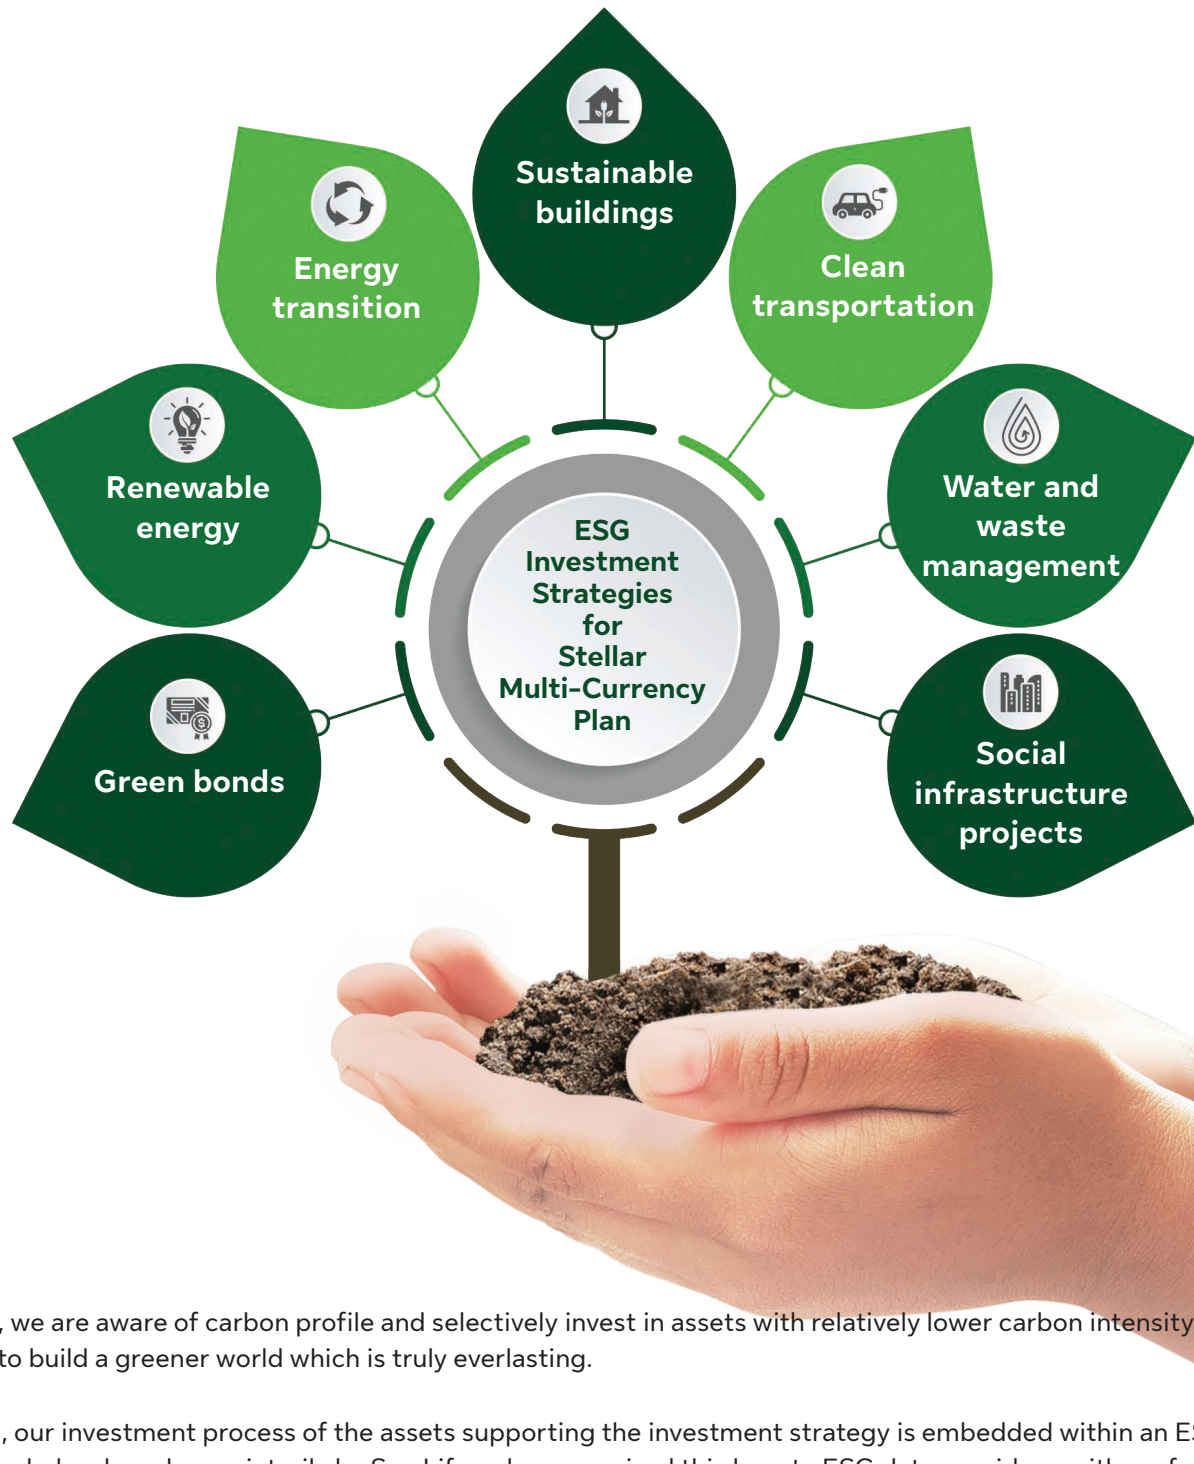 Sustainable
buildings
Energy
transition
Clean
transportation
Renewable
energy
Water and
waste
management
ESG
Investment
Strategies
for
Stellar
Multi-Currency
Plan
Green bonds
$
Social
infrastructure
projects
, we are aware of carbon profile and selectively invest in assets with relatively lower carbon intensity
to build a greener world which is truly everlasting.
, our investment process of the assets supporting the investment strategy is embedded within an ES